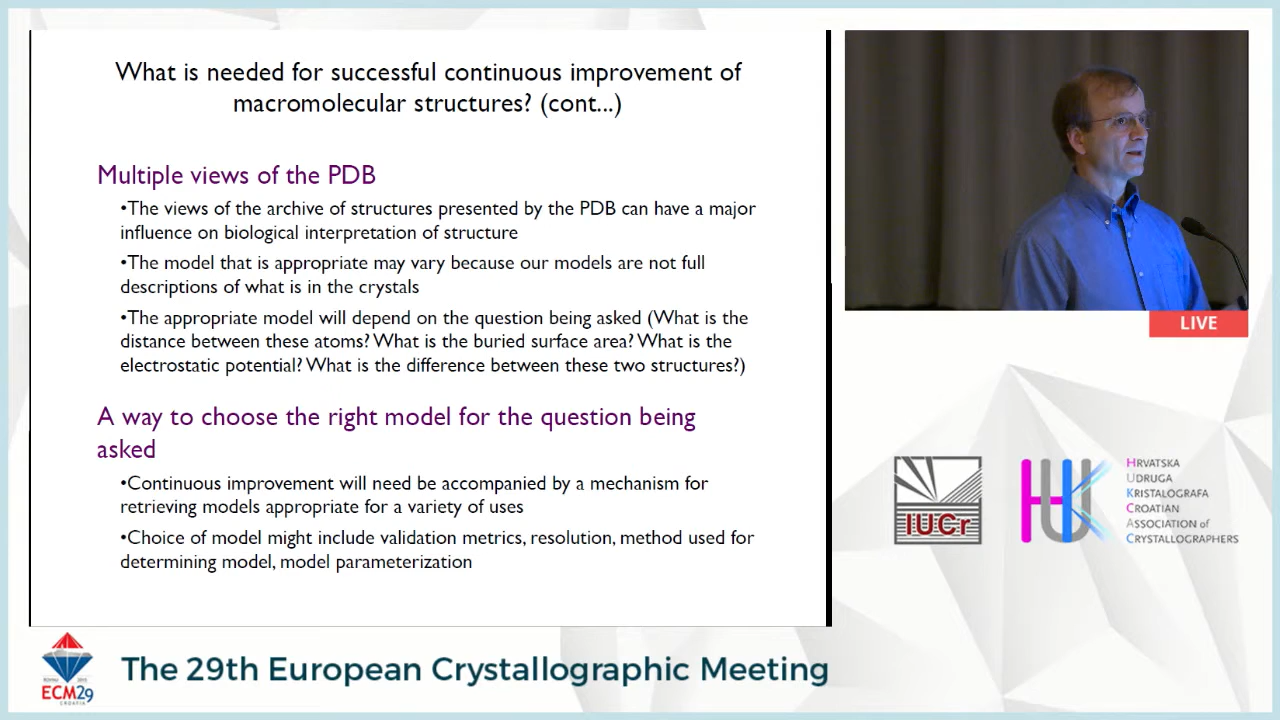 What is needed for successful continuous improvement of
macromolecular structures? (cont...)
Multiple views of the PDB
•The views of the archive of structures presented by the PDB can have a major
influence on biological interpretation of structure
•The model that is appropriate may vary because our models are not full
descriptions of what is in the crystals
•The appropriate model will depend on the question being asked (What is the
distance between these atoms? What is the buried surface area? What is the
electrostatic potential? What is the difference between these two structures?)
A way to choose the right model for the question being
asked
•Continuous improvement will need be accompanied by a mechanism for
retrieving models appropriate for a variety of uses
•Choice of model might include validation metrics, resolution, method used for
determining model, model parameterization
LIVE
IUCr
HUK
HRVATSKA
UDRUGA
KRISTALOGRAFA
CROATIAN
ASSOCIATION of
CRYSTALLOGRAPHERS
ECM29
CROATIA
The 29th European Crystallographic Meeting